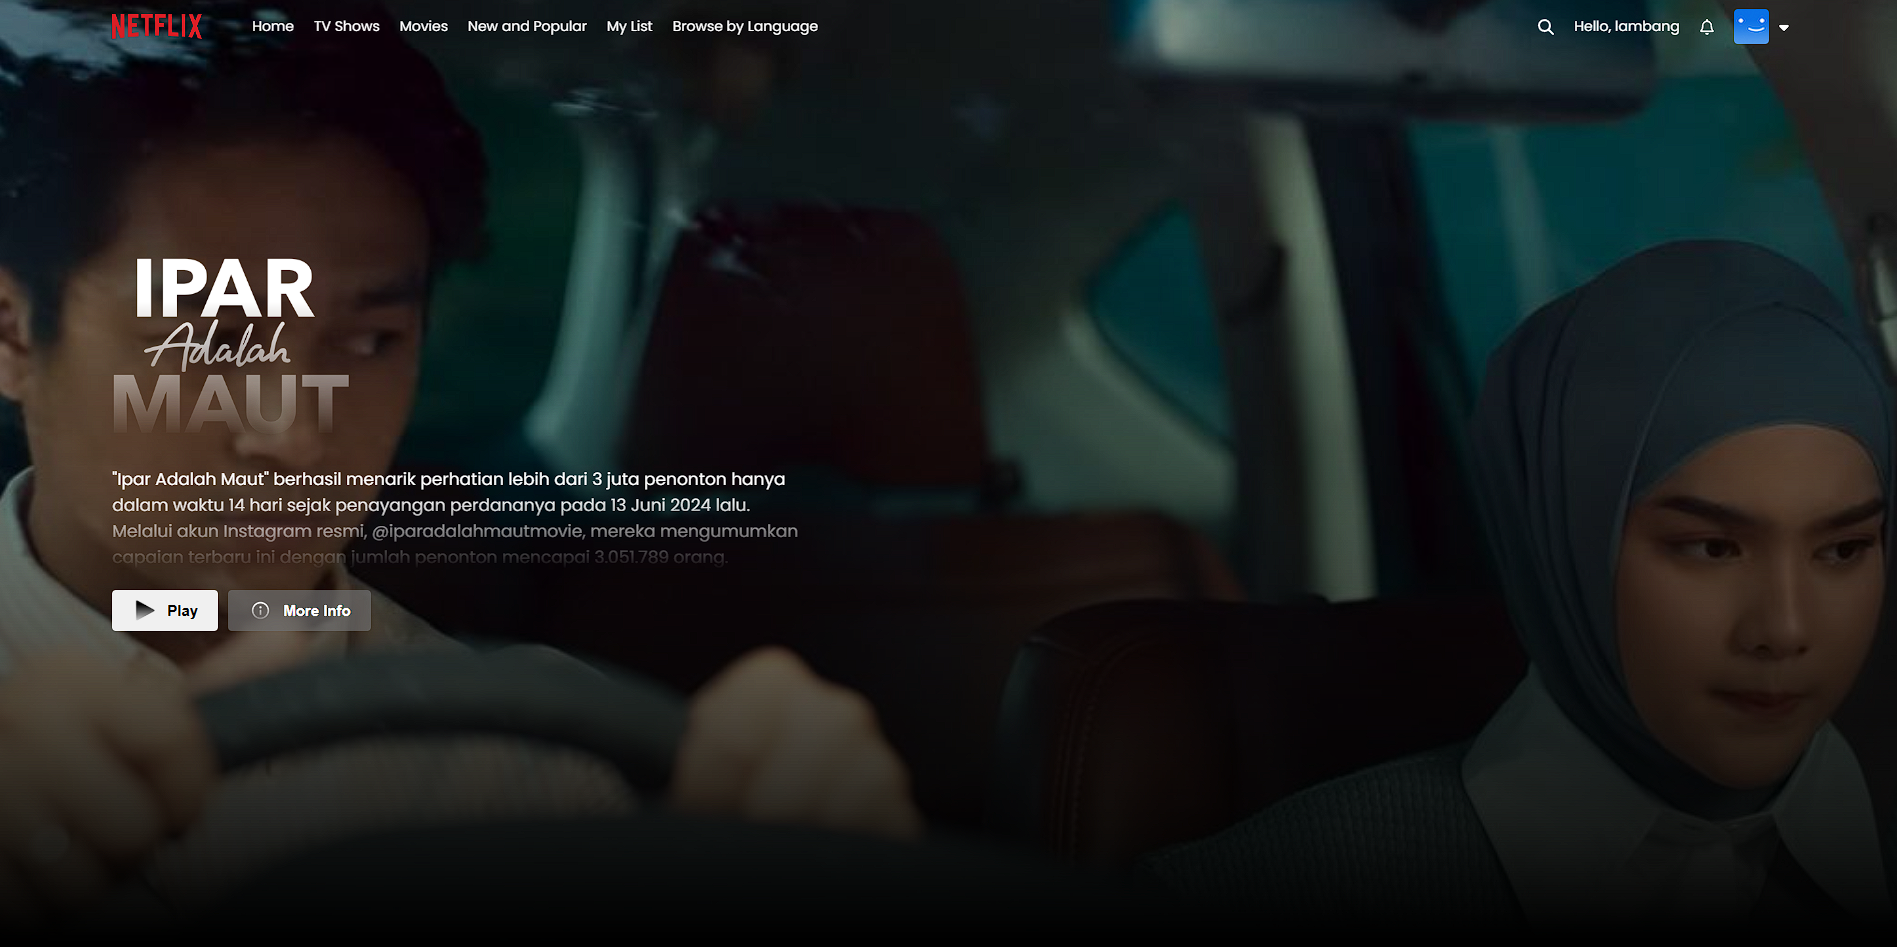 NETFLIX Home TV Shows Movies New and Popular My List Browse by Language Hello, lambang
IPAR
Adalah
MAUT
"Ipar Adalah Maut" berhasil menarik perhatian lebih dari 3 juta penonton hanya
dalam waktu 14 hari sejak penayangan perdananya pada 13 Juni 2024 lalu.
Melalui akun Instagram resmi, @iparadalahmautmovie, mereka mengumumkan
capaian terbaru ini dengan jumlah penonton mencapai 3.051.789 orang.
Play More Info